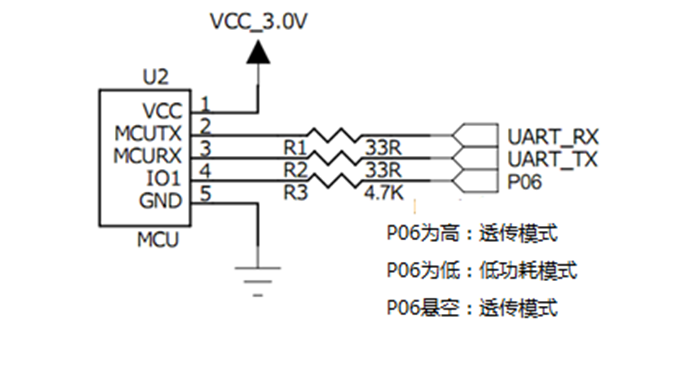 VCC_3.0V
U2
VCC 1
MCUTX 2 UART_RX
R1 33R
MCURX 3 UART_TX
R2 33R
IO1 4 P06
R3 4.7K
GND 5
MCU
P06为高：透传模式
P06为低：低功耗模式
P06悬空：透传模式